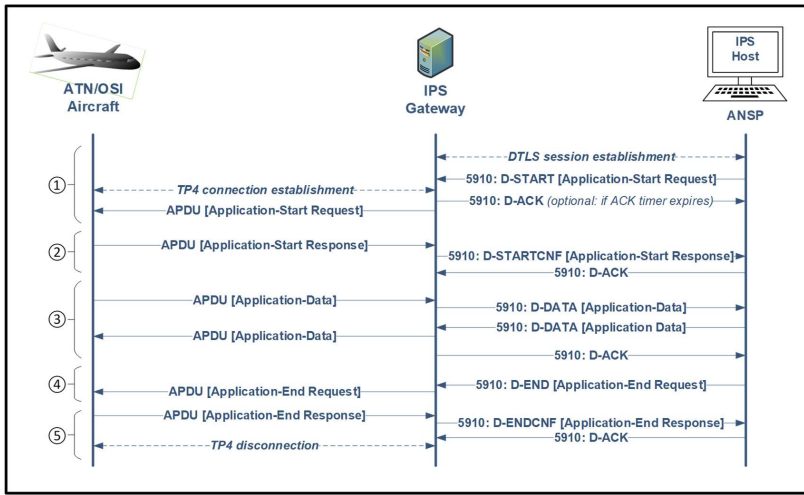 ATN/OSI
Aircraft
IPS
Gateway
IPS
Host
ANSP
①
DTLS session establishment
5910: D-START [Application-Start Request]
TP4 connection establishment
5910: D-ACK (optional: if ACK timer expires)
APDU [Application-Start Request]
②
APDU [Application-Start Response]
5910: D-STARTCNF [Application-Start Response]
5910: D-ACK
③
APDU [Application-Data]
5910: D-DATA [Application-Data]
5910: D-DATA [Application Data]
APDU [Application-Data]
5910: D-ACK
④
5910: D-END [Application-End Request]
APDU [Application-End Request]
⑤
APDU [Application-End Response]
5910: D-ENDCNF [Application-End Response]
5910: D-ACK
TP4 disconnection